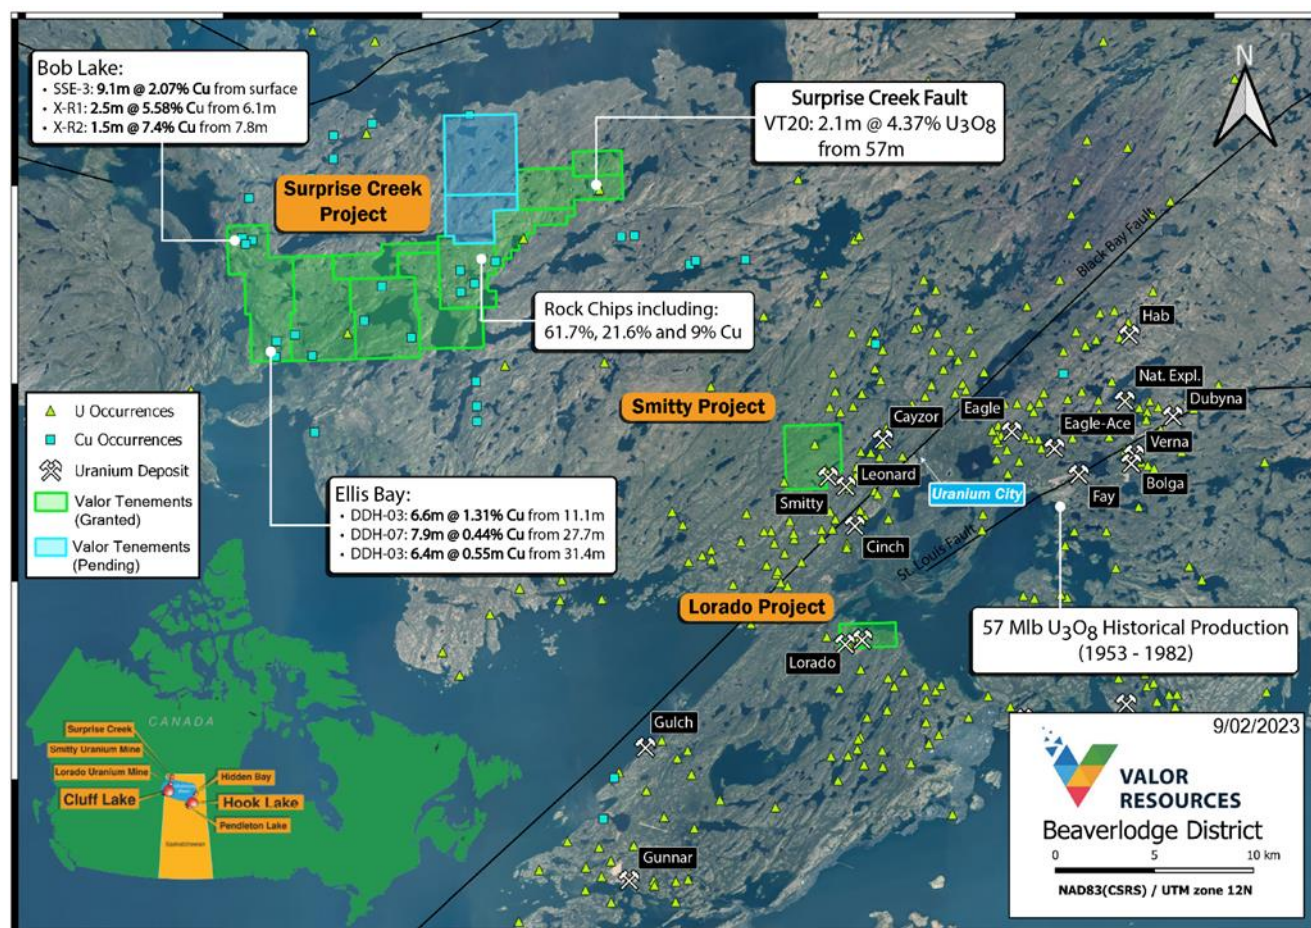 Bob Lake:
• SSE-3: 9.1m @ 2.07% Cu from surface
• X-R1: 2.5m @ 5.58% Cu from 6.1m
• X-R2: 1.5m @ 7.4% Cu from 7.8m
Surprise Creek Fault
VT20: 2.1m @ 4.37% U3O8
from 57m
N
Surprise Creek
Project
Black Bay Fault
Rock Chips including:
61.7%, 21.6% and 9% Cu
Hab
Nat. Expl.
Dubyna
Smitty Project
Cayzor
Eagle
Eagle-Ace
Verna
Leonard
Bolga
Uranium City
Fay
Smitty
Cinch
St. Louis Fault
U Occurrences
Cu Occurrences
Uranium Deposit
Valor Tenements
(Granted)
Valor Tenements
(Pending)
Ellis Bay:
• DDH-03: 6.6m @ 1.31% Cu from 11.1m
• DDH-07: 7.9m @ 0.44% Cu from 27.7m
• DDH-03: 6.4m @ 0.55m Cu from 31.4m
Lorado Project
57 Mlb U3O8 Historical Production
(1953 - 1982)
Lorado
Gulch
Gunnar
CANADA
Surprise Creek
Smitty Uranium Mine
Lorado Uranium Mine
Hidden Bay
Cluff Lake
Hook Lake
Pendleton Lake
Saskatchewan
9/02/2023
VALOR
RESOURCES
Beaverlodge District
0 5 10 km
NAD83(CSRS) / UTM zone 12N